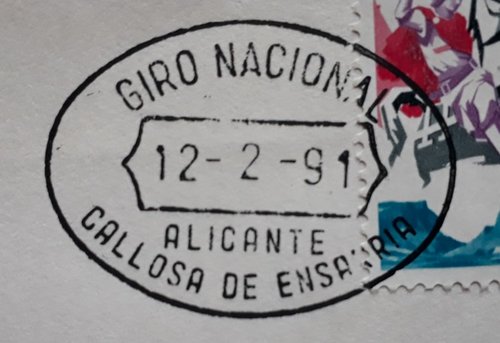 GIRO NACIONAL
12-2-91
ALICANTE
CALLOSA DE ENSARRIA